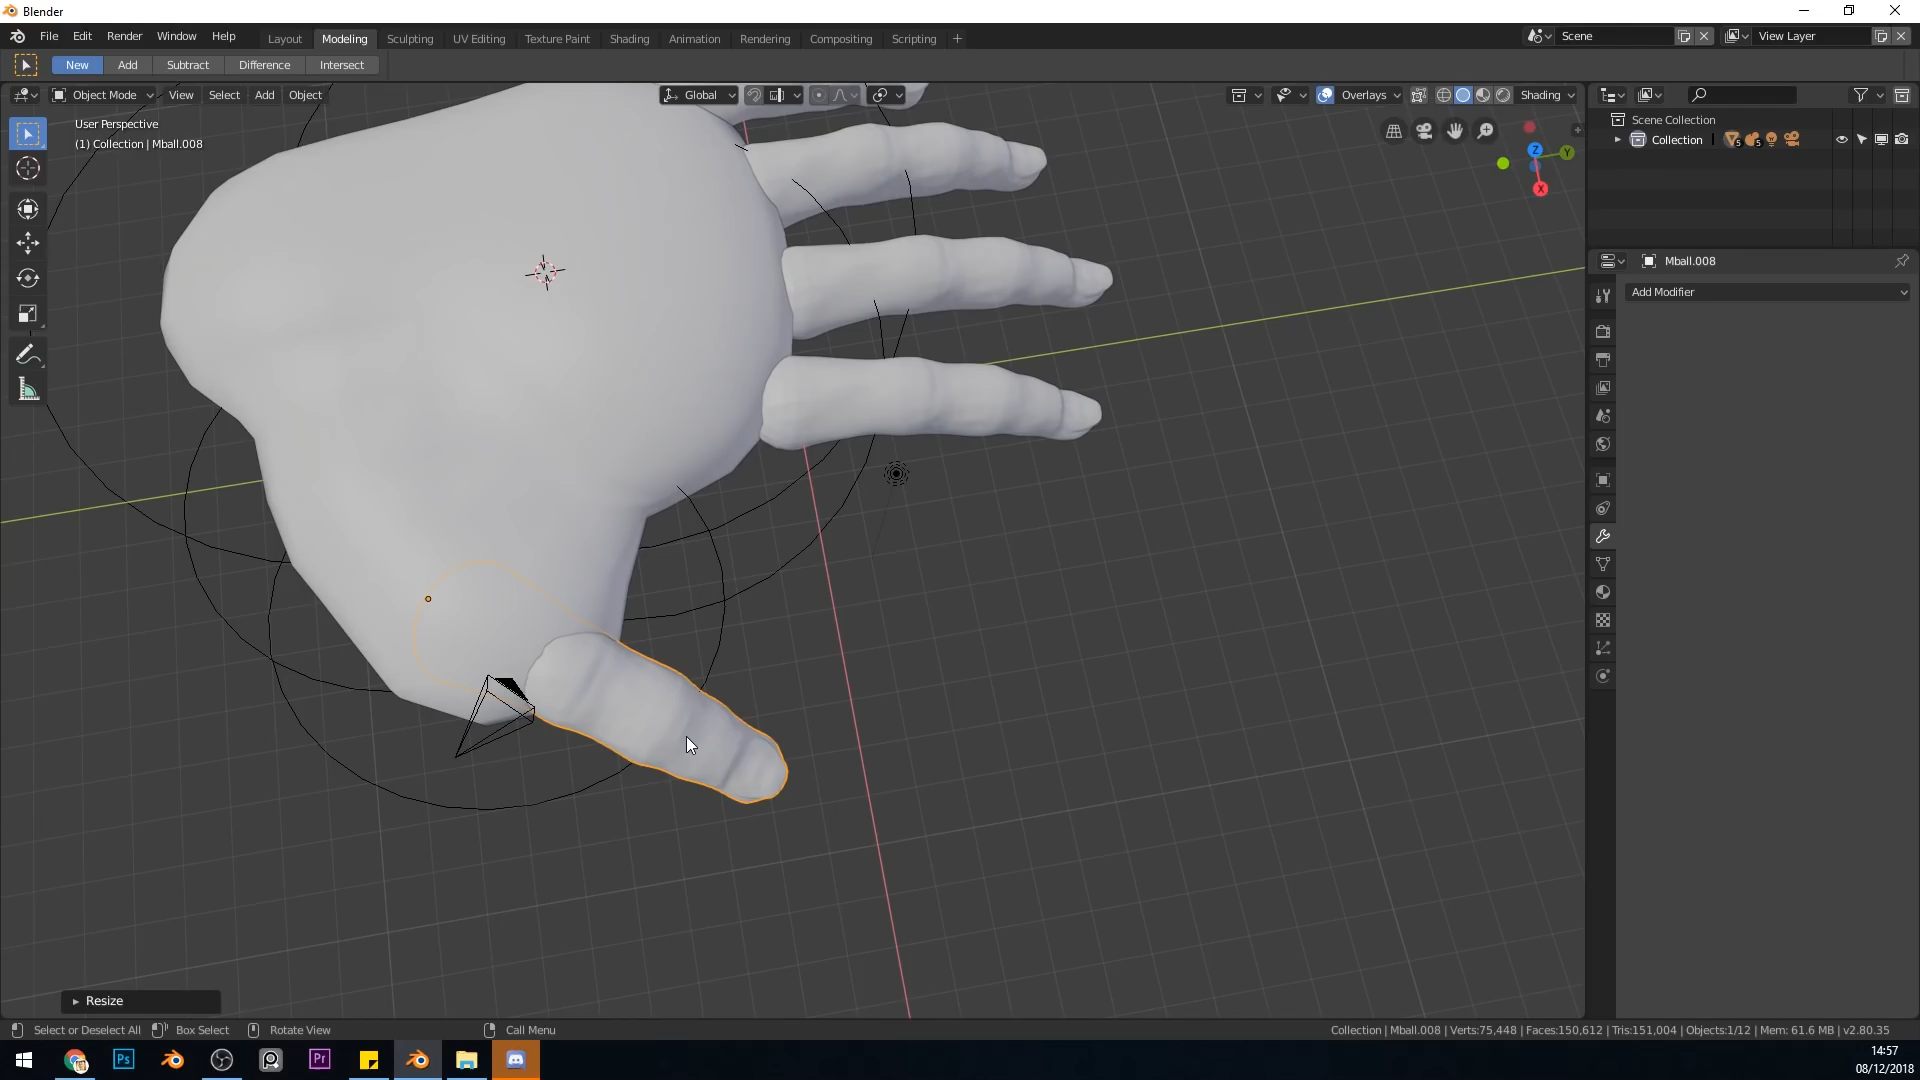 Blender
File Edit Render Window Help Layout Modeling Sculpting UV Editing Texture Paint Shading Animation Rendering Compositing Scripting + Scene View Layer
New Add Subtract Difference Intersect
Object Mode View Select Add Object Global Overlays Shading
User Perspective
(1) Collection | Mball.008
Scene Collection
Collection 5 5
Z Y X
Mball.008
Add Modifier
Resize
Select or Deselect All Box Select Rotate View Call Menu Collection | Mball.008 | Verts:75,448 | Faces:150,612 | Tris:151,004 | Objects:1/12 | Mem: 61.6 MB | v2.80.35
Ps Pr
14:57
08/12/2018